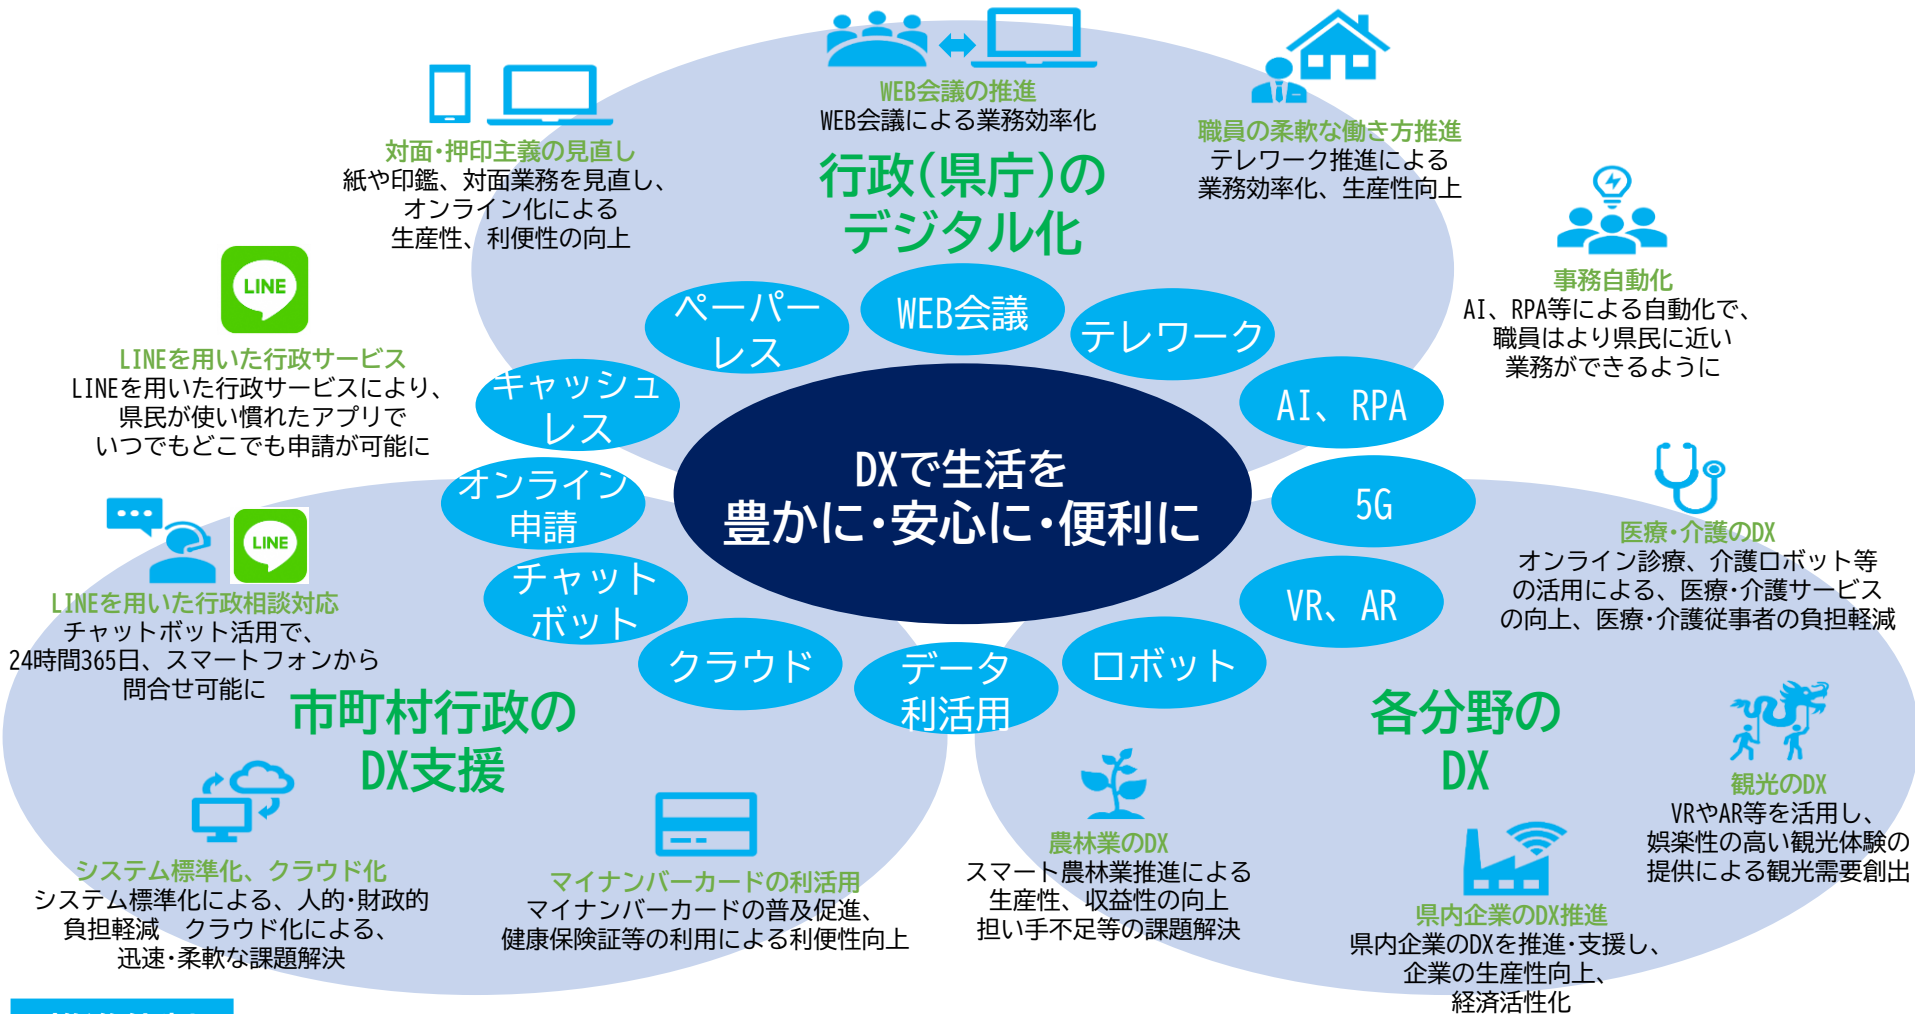 WEB会議の推進
WEB会議による業務効率化
対面･押印主義の見直し
紙や印鑑、対面業務を見直し、
オンライン化による
生産性、利便性の向上
職員の柔軟な働き方推進
テレワーク推進による
業務効率化、生産性向上
行政(県庁)の
デジタル化
事務自動化
AI、RPA等による自動化で、
職員はより県民に近い
業務ができるように
LINE
LINEを用いた行政サービス
LINEを用いた行政サービスにより、
県民が使い慣れたアプリで
いつでもどこでも申請が可能に
ペーパー
レス
WEB会議
テレワーク
キャッシュ
レス
AI、RPA
オンライン
申請
5G
チャット
ボット
VR、AR
クラウド
データ
利活用
ロボット
DXで生活を
豊かに･安心に･便利に
LINE
LINEを用いた行政相談対応
チャットボット活用で、
24時間365日、スマートフォンから
問合せ可能に
医療･介護のDX
オンライン診療、介護ロボット等
の活用による、医療･介護サービス
の向上、医療･介護従事者の負担軽減
市町村行政の
DX支援
各分野の
DX
観光のDX
VRやAR等を活用し、
娯楽性の高い観光体験の
提供による観光需要創出
システム標準化、クラウド化
システム標準化による、人的･財政的
負担軽減　クラウド化による、
迅速･柔軟な課題解決
マイナンバーカードの利活用
マイナンバーカードの普及促進、
健康保険証等の利用による利便性向上
農林業のDX
スマート農林業推進による
生産性、収益性の向上
担い手不足等の課題解決
県内企業のDX推進
県内企業のDXを推進･支援し、
企業の生産性向上、
経済活性化